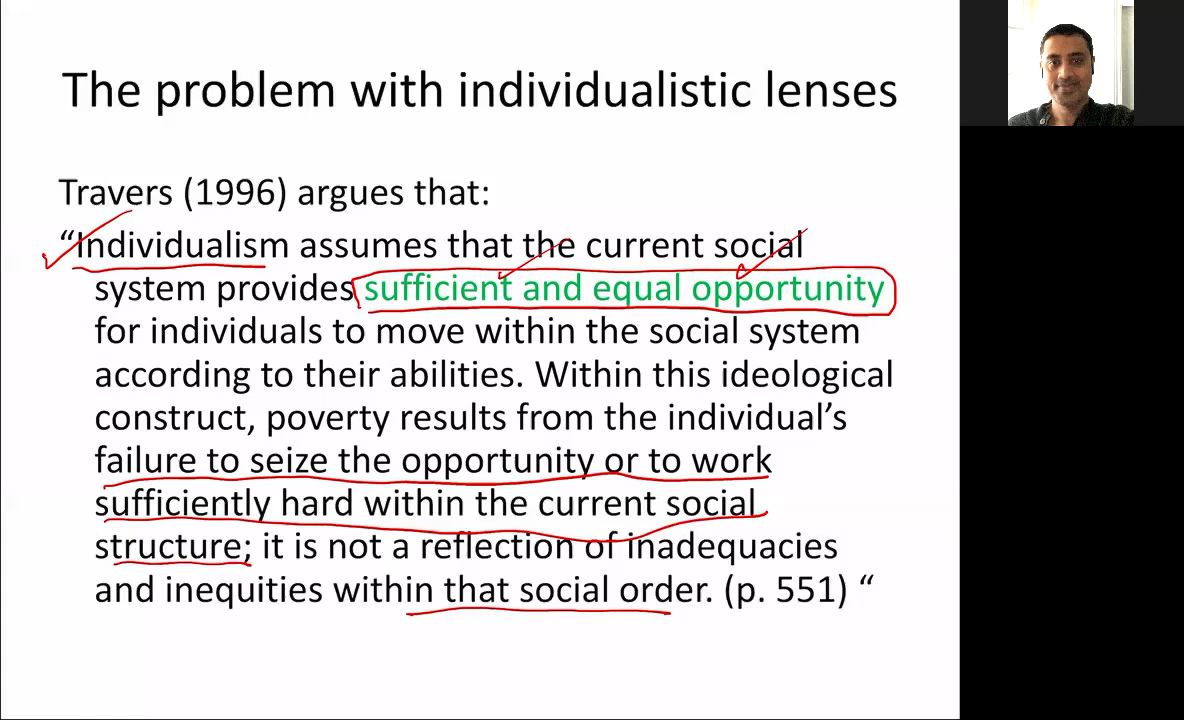 The problem with individualistic lenses
Travers (1996) argues that:
“Individualism assumes that the current social
system provides sufficient and equal opportunity
for individuals to move within the social system
according to their abilities. Within this ideological
construct, poverty results from the individual’s
failure to seize the opportunity or to work
sufficiently hard within the current social
structure; it is not a reflection of inadequacies
and inequities within that social order. (p. 551) “